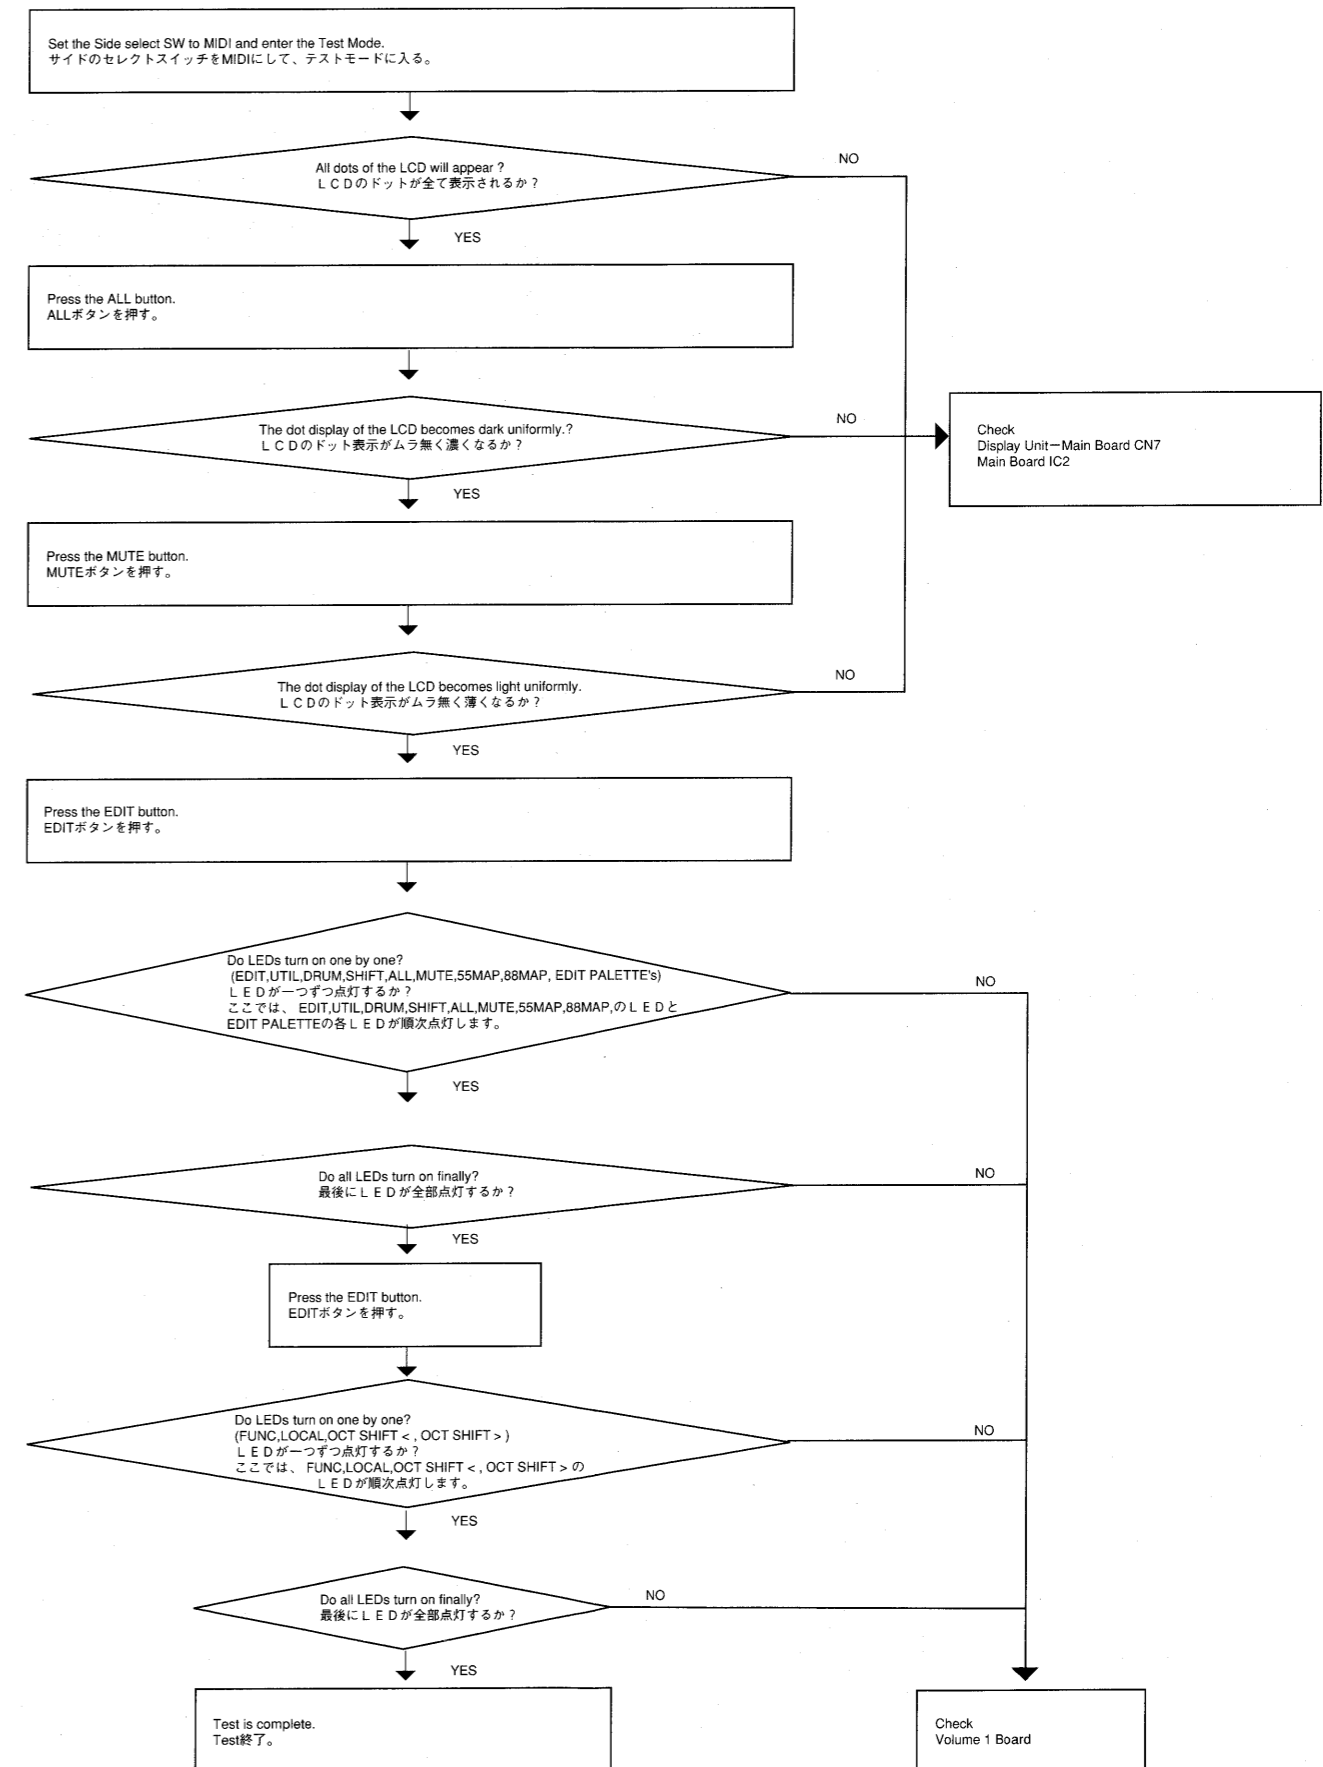 Set the Side select SW to MIDI and enter the Test Mode.
サイドのセレクトスイッチをMIDIにして、テストモードに入る。
All dots of the LCD will appear ?
ＬＣＤのドットが全て表示されるか？
NO
YES
Press the ALL button.
ALLボタンを押す。
The dot display of the LCD becomes dark uniformly.?
ＬＣＤのドット表示がムラ無く濃くなるか？
NO
Check
Display Unit－Main Board CN7
Main Board IC2
YES
Press the MUTE button.
MUTEボタンを押す。
The dot display of the LCD becomes light uniformly.
ＬＣＤのドット表示がムラ無く薄くなるか？
NO
YES
Press the EDIT button.
EDITボタンを押す。
Do LEDs turn on one by one?
(EDIT,UTIL,DRUM,SHIFT,ALL,MUTE,55MAP,88MAP, EDIT PALETTE's)
ＬＥＤが一つずつ点灯するか？
ここでは、 EDIT,UTIL,DRUM,SHIFT,ALL,MUTE,55MAP,88MAP,のＬＥＤと
EDIT PALETTEの各ＬＥＤが順次点灯します。
NO
YES
Do all LEDs turn on finally?
最後にＬＥＤが全部点灯するか？
NO
YES
Press the EDIT button.
EDITボタンを押す。
Do LEDs turn on one by one?
(FUNC,LOCAL,OCT SHIFT < , OCT SHIFT > )
ＬＥＤが一つずつ点灯するか？
ここでは、 FUNC,LOCAL,OCT SHIFT < , OCT SHIFT > の
ＬＥＤが順次点灯します。
NO
YES
Do all LEDs turn on finally?
最後にＬＥＤが全部点灯するか？
NO
YES
Test is complete.
Test終了。
Check
Volume 1 Board